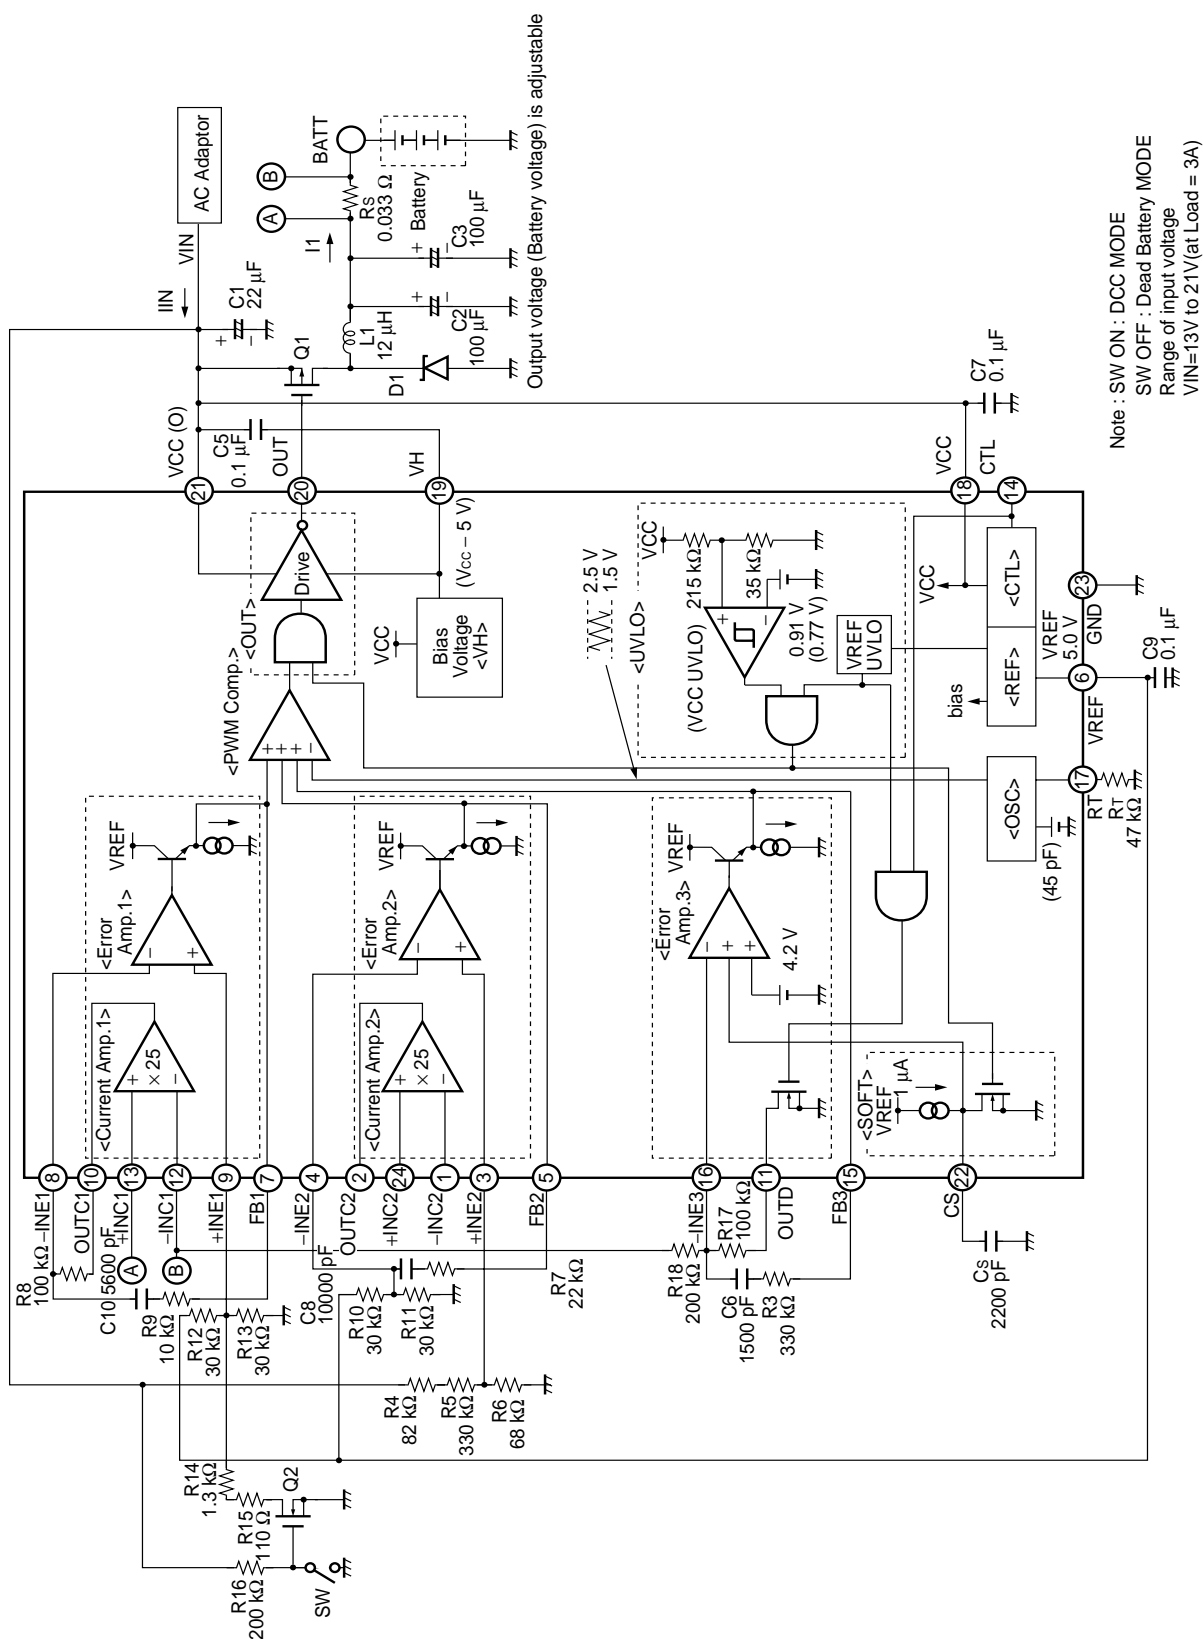 AC Adaptor
VIN
IIN
C1
22 μF
+
−
VCC (O)
21
C5
0.1 μF
OUT
20
VH
19
(VCC − 5 V)
Q1
D1
L1
12 μH
C2
100 μF
+
−
C3
100 μF
+
−
I1
A
B
RS
0.033 Ω
BATT
Battery
Output voltage (Battery voltage) is adjustable
VCC
18
C7
0.1 μF
CTL
14
Note : SW ON : DCC MODE
SW OFF : Dead Battery MODE
Range of input voltage
VIN=13V to 21V(at Load = 3A)
<OUT>
Drive
VCC
Bias
Voltage
<VH>
<PWM Comp.>
+
+
+
−
2.5 V
1.5 V
<UVLO>
VCC
215 kΩ
35 kΩ
+
−
0.91 V
(0.77 V)
(VCC UVLO)
VREF
UVLO
VCC
<CTL>
bias
<REF>
VREF
5.0 V
GND
23
VREF
6
C9
0.1 μF
<OSC>
(45 pF)
17
RT
RT
47 kΩ
<Error
Amp.1>
−
+
VREF
<Current Amp.1>
+
× 25
−
<Error
Amp.2>
−
+
VREF
<Current Amp.2>
+
× 25
−
<Error
Amp.3>
−
+
+
VREF
4.2 V
<SOFT>
VREF
1 μA
8
−INE1
10
OUTC1
13
+INC1
12
−INC1
9
+INE1
7
FB1
4
−INE2
2
OUTC2
24
+INC2
1
−INC2
3
+INE2
5
FB2
16
−INE3
11
OUTD
15
FB3
22
CS
R8
100 kΩ
C10 5600 pF
A
B
R9
10 kΩ
R12
30 kΩ
R13
30 kΩ
C8
10000 pF
R10
30 kΩ
R11
30 kΩ
R7
22 kΩ
R18
200 kΩ
R17
100 kΩ
C6
1500 pF
R3
330 kΩ
CS
2200 pF
R4
82 kΩ
R5
330 kΩ
R6
68 kΩ
R14
1.3 kΩ
R15
110 Ω
Q2
R16
200 kΩ
SW